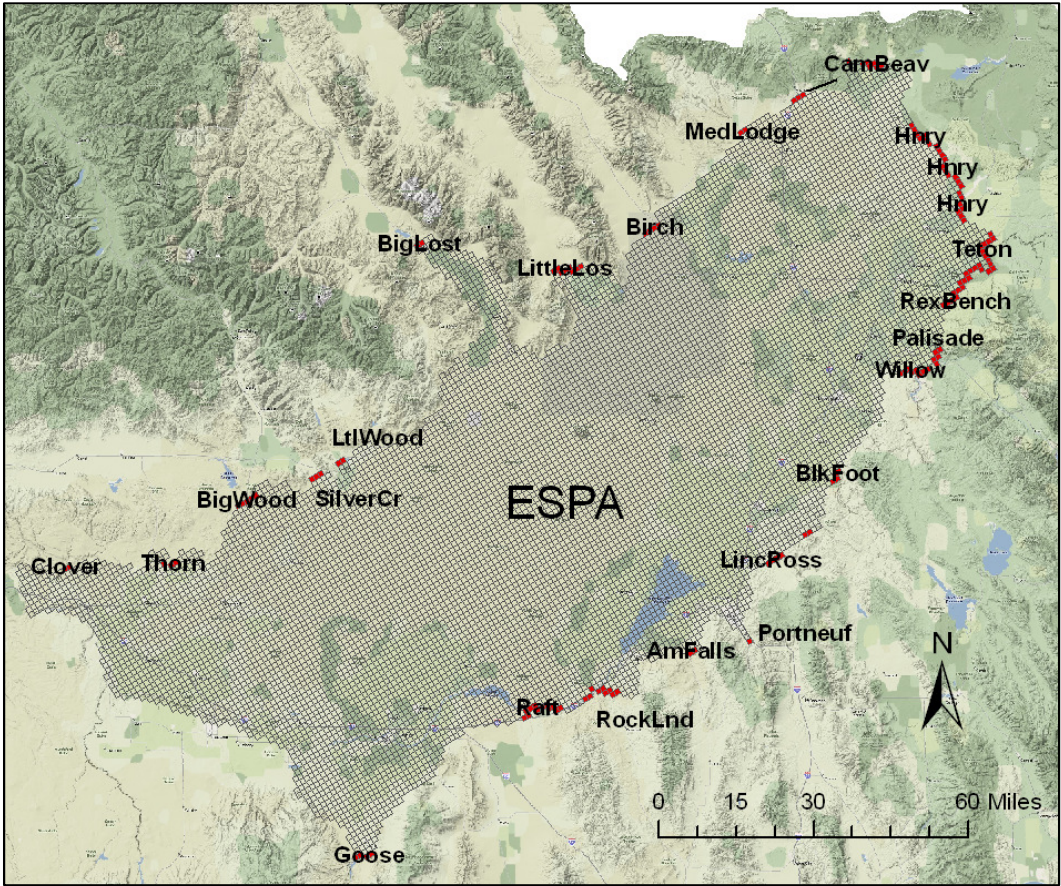 CamBeav
MedLodge
Hnry
Hnry
Hnry
Birch
BigLost
LittleLos
Teton
RexBench
Palisade
Willow
LtlWood
BlkFoot
BigWood
SilverCr
ESPA
Clover
Thorn
LincRoss
Portneuf
AmFalls
N
Raft
RockLnd
0 15 30 60 Miles
Goose